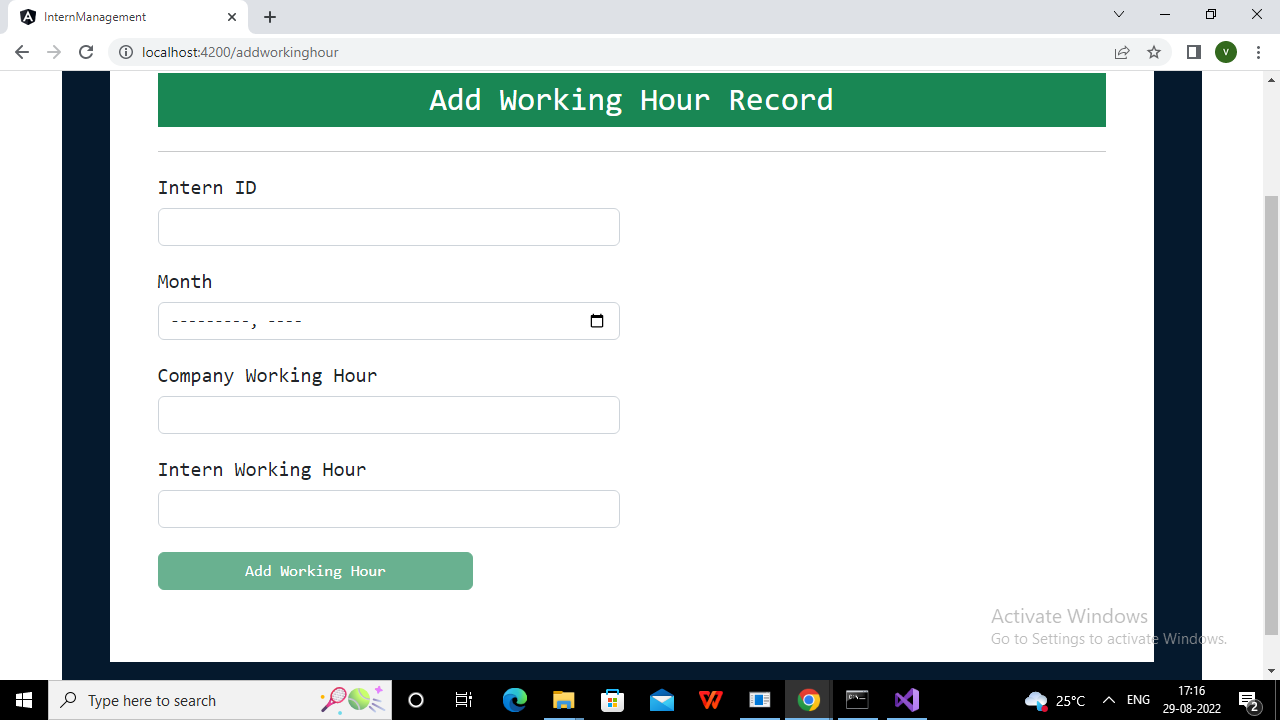 InternManagement
localhost:4200/addworkinghour
V
Add Working Hour Record
Intern ID
Month
---------, ----
Company Working Hour
Intern Working Hour
Add Working Hour
Activate Windows
Go to Settings to activate Windows.
Type here to search
25°C
ENG
17:16
29-08-2022
2